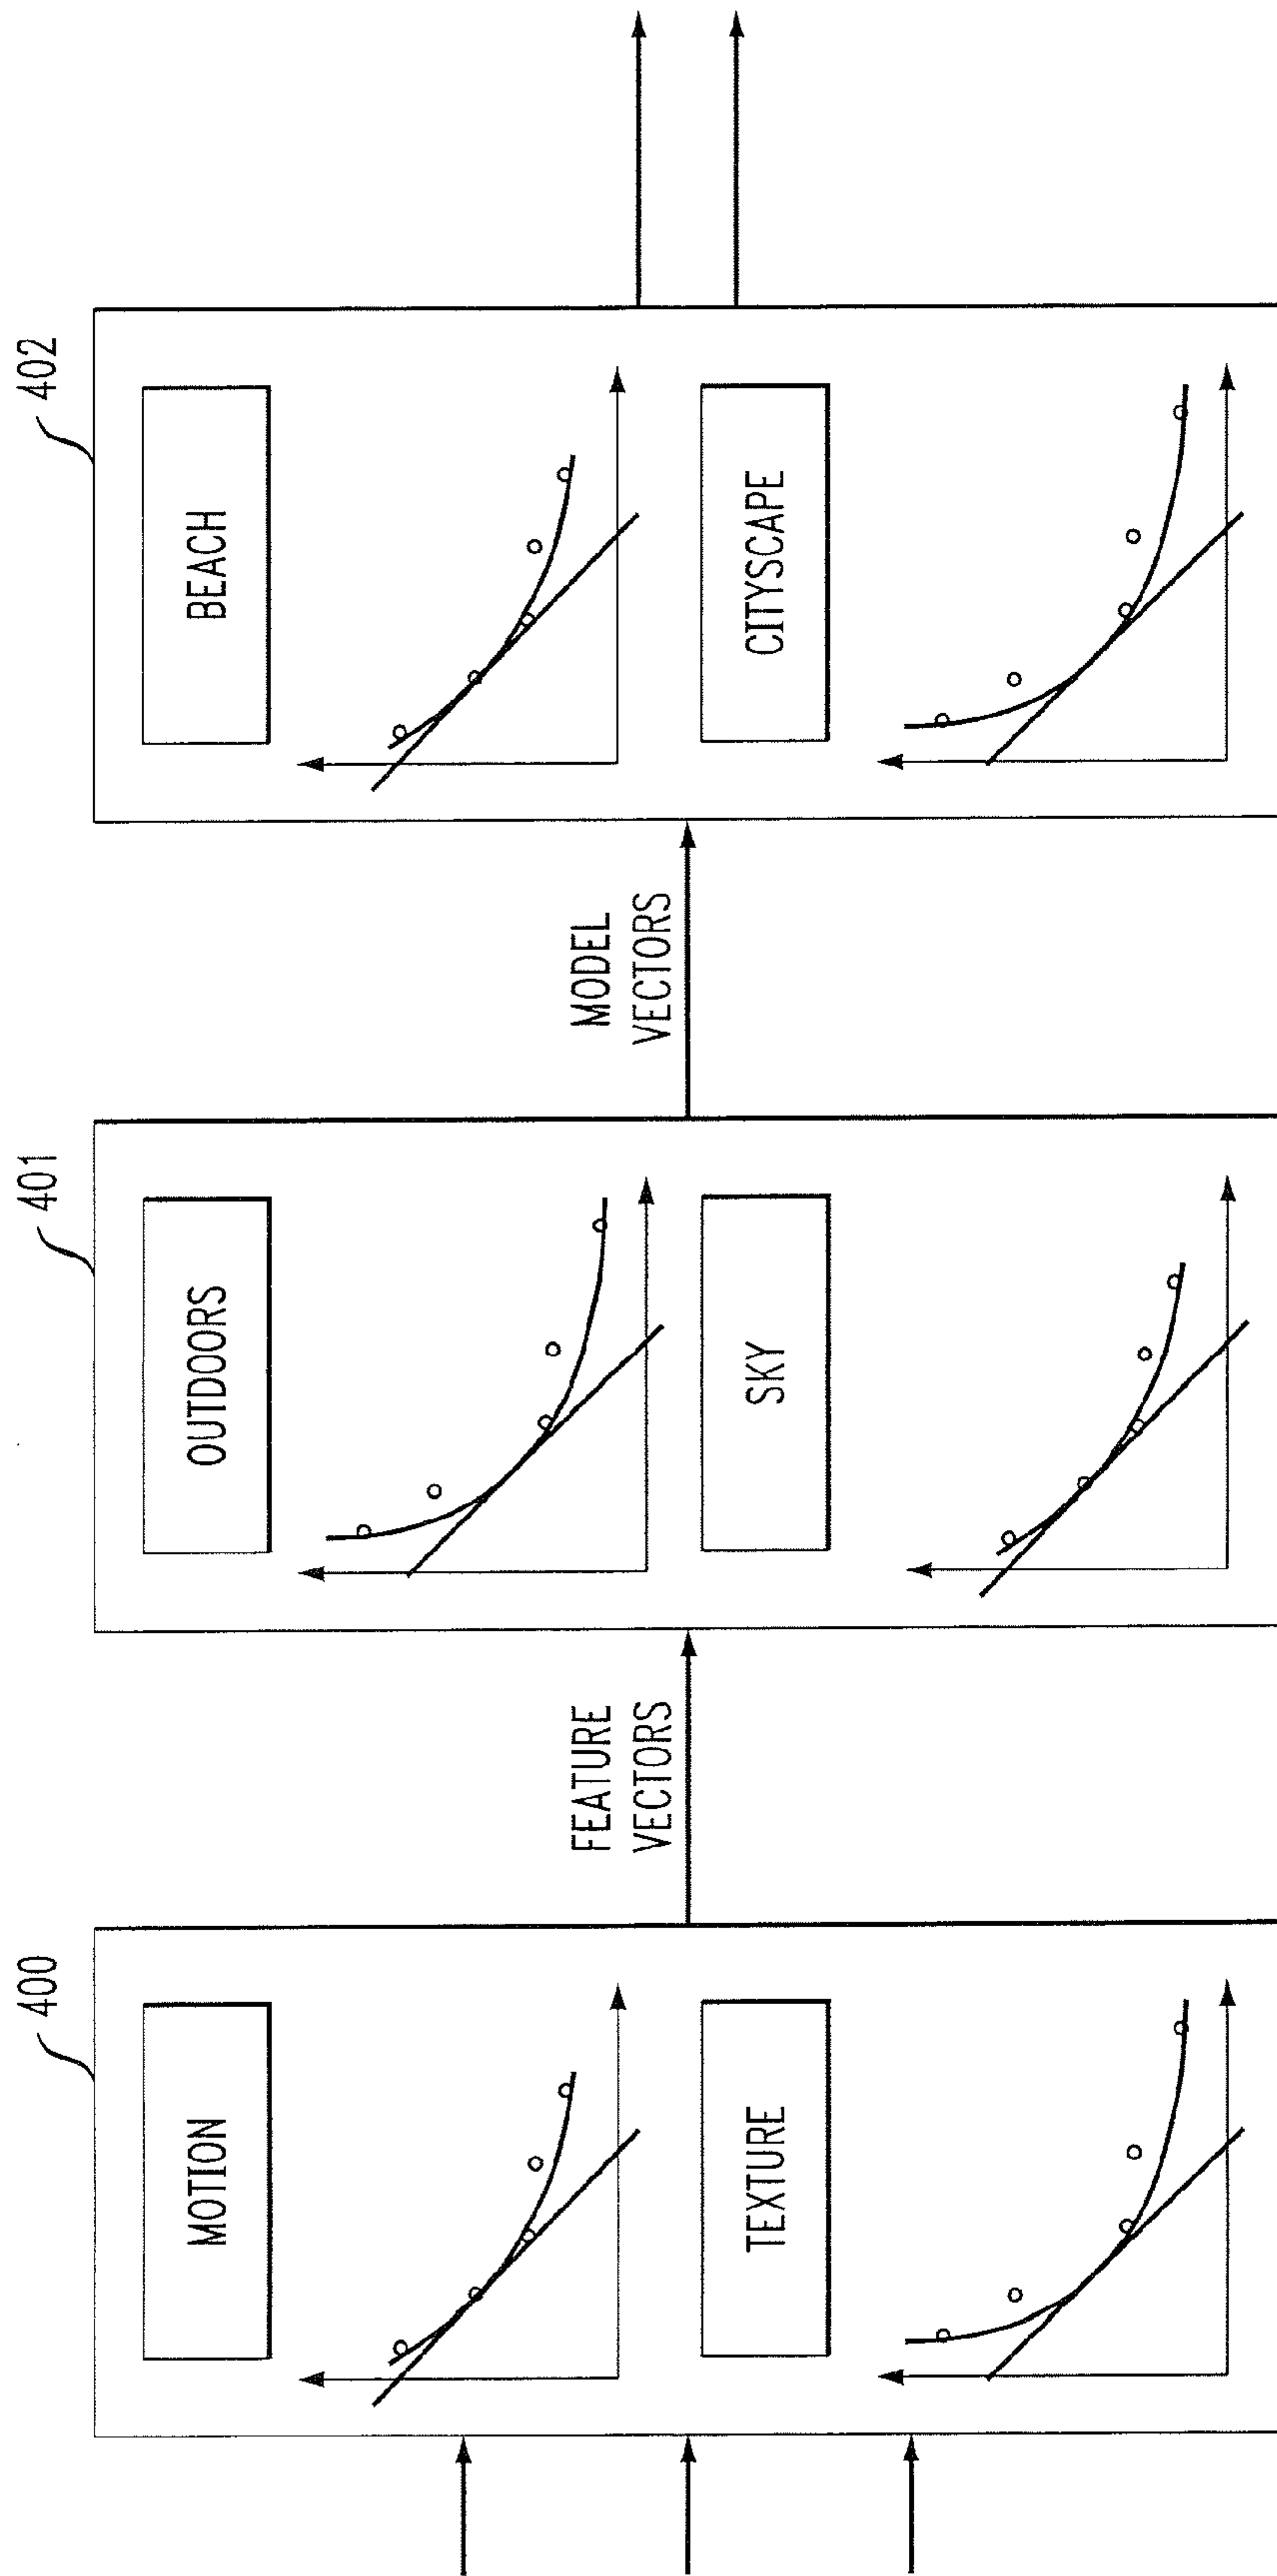 400
MOTION
TEXTURE
FEATURE
VECTORS
401
OUTDOORS
SKY
MODEL
VECTORS
402
BEACH
CITYSCAPE